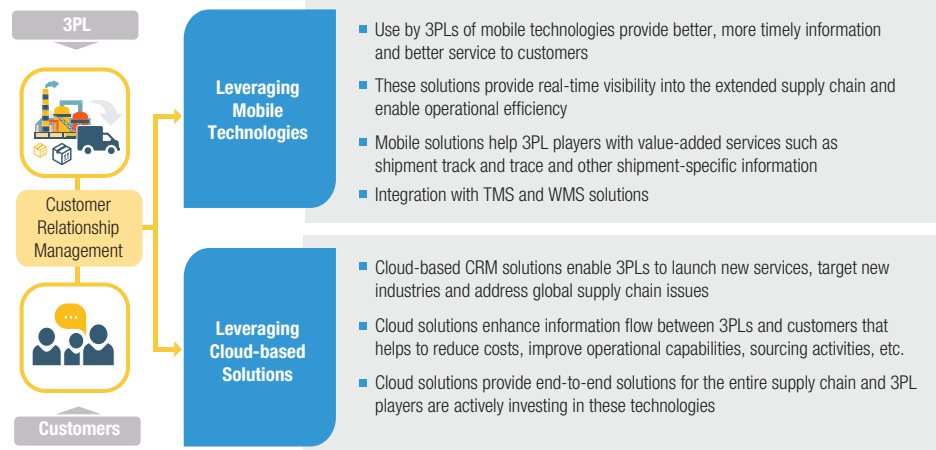 3PL
Customer
Relationship
Management
Customers
Leveraging
Mobile
Technologies
Use by 3PLs of mobile technologies provide better, more timely information
and better service to customers
These solutions provide real-time visibility into the extended supply chain and
enable operational efficiency
Mobile solutions help 3PL players with value-added services such as
shipment track and trace and other shipment-specific information
Integration with TMS and WMS solutions
Leveraging
Cloud-based
Solutions
Cloud-based CRM solutions enable 3PLs to launch new services, target new
industries and address global supply chain issues
Cloud solutions enhance information flow between 3PLs and customers that
helps to reduce costs, improve operational capabilities, sourcing activities, etc.
Cloud solutions provide end-to-end solutions for the entire supply chain and 3PL
players are actively investing in these technologies